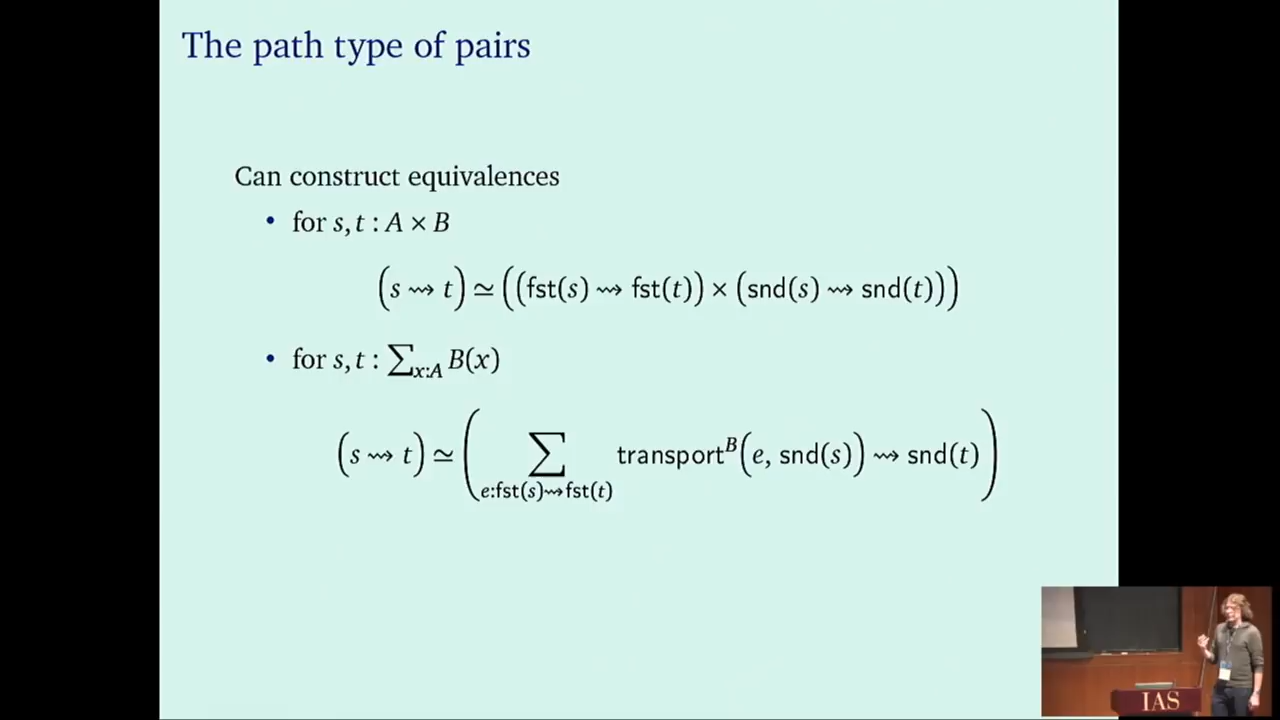 The path type of pairs
Can construct equivalences
• for s, t : A × B
(s ⇝ t) ≃ ((fst(s) ⇝ fst(t)) × (snd(s) ⇝ snd(t)))
• for s, t : ∑x:A B(x)
(s ⇝ t) ≃ (∑e:fst(s)⇝fst(t) transportᴮ(e, snd(s)) ⇝ snd(t))
IAS